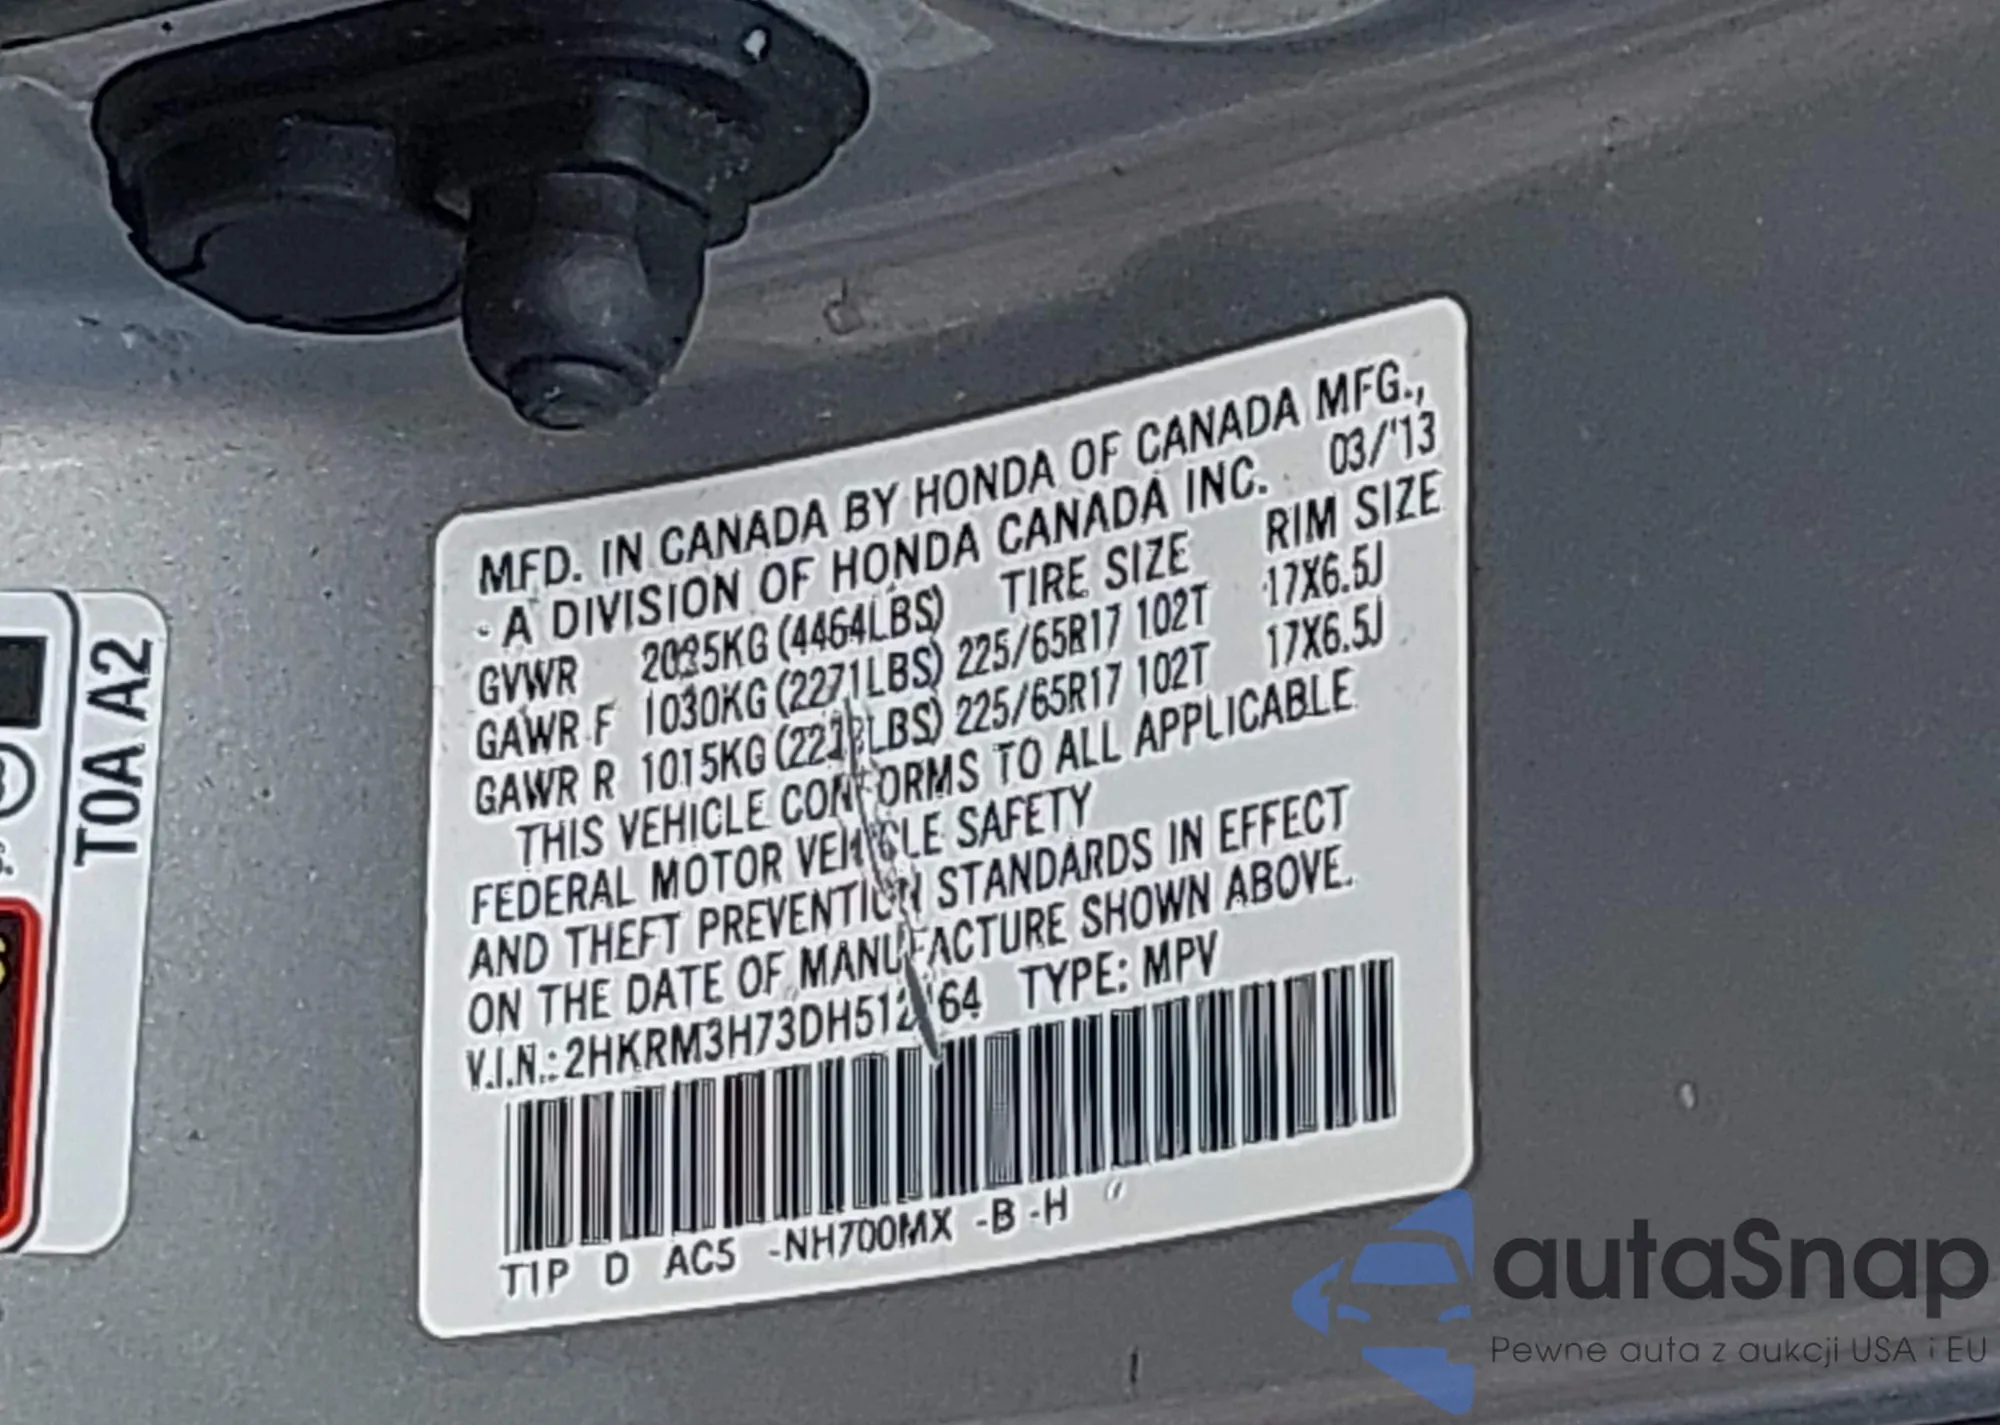 MFD. IN CANADA BY HONDA OF CANADA MFG.,
A DIVISION OF HONDA CANADA INC. 03/'13
TIRE SIZE RIM SIZE
GVWR (4464LBS)
GAWR F 1030KG (2271LBS) 225/65R17 102T 17X6.5J
GAWR R 1015KG 225/65R17 102T 17X6.5J
THIS VEHICLE CONFORMS TO ALL APPLICABLE
FEDERAL MOTOR VEHICLE SAFETY
AND THEFT PREVENTION STANDARDS IN EFFECT
ON THE DATE OF MANUFACTURE SHOWN ABOVE.
V.I.N.: TYPE: MPV
TIP D AC5 -NH700MX -B -H
T0A A2
autaSnap
Pewne auta z aukcji USA i EU